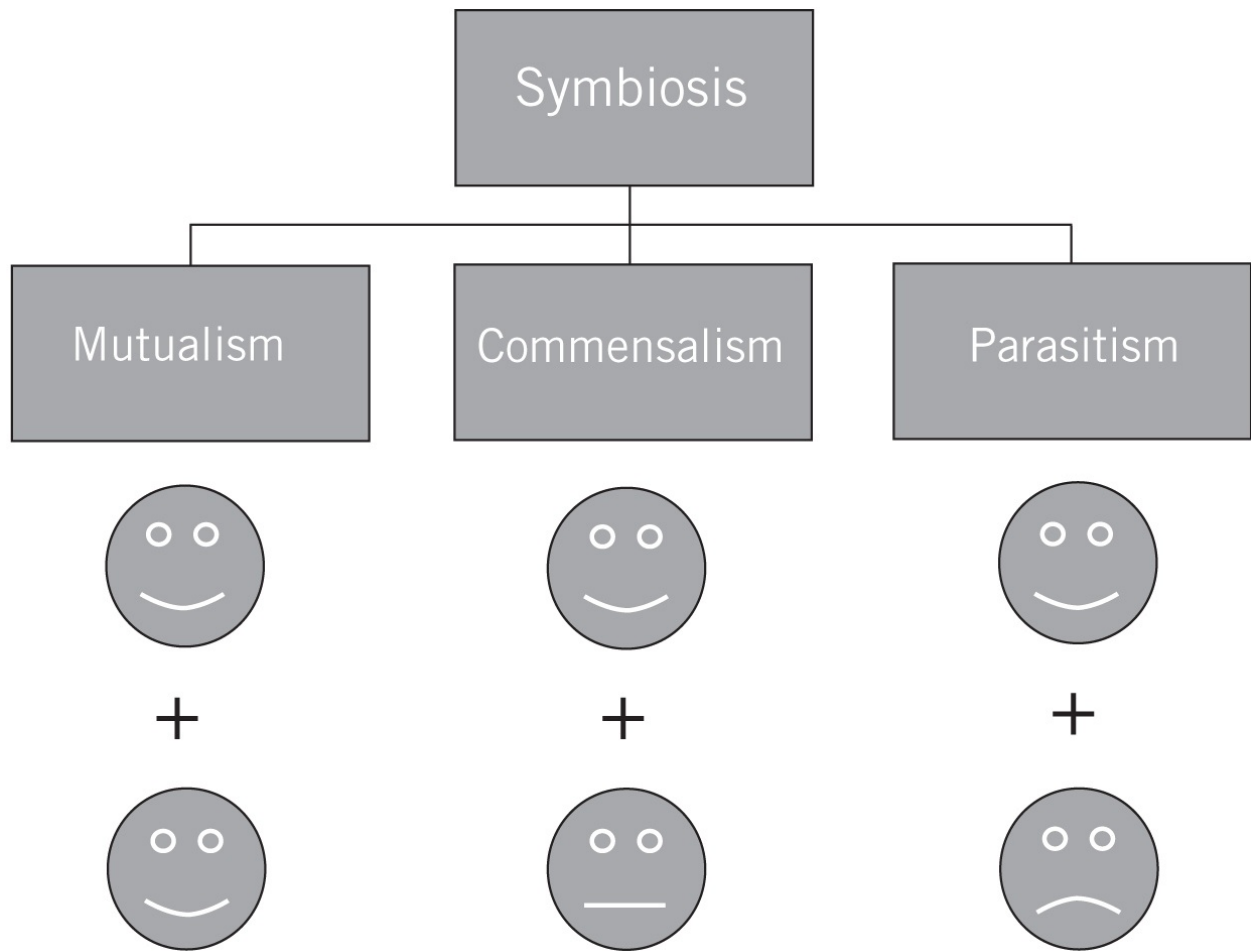 Symbiosis
Mutualism
Commensalism
Parasitism
+
+
+